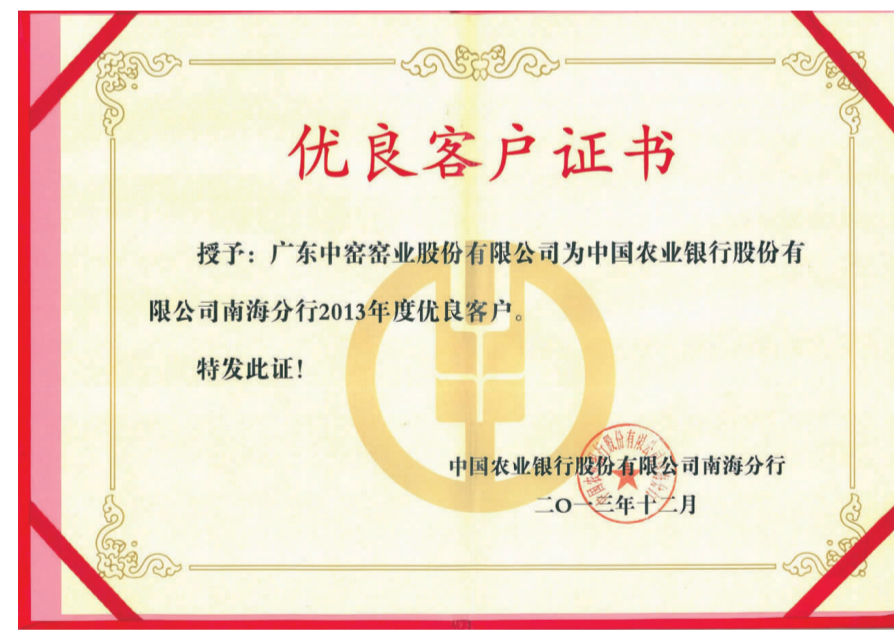 优良客户证书
授予：广东中窑窑业股份有限公司为中国农业银行股份有
限公司南海分行2013年度优良客户。
特发此证！
中国农业银行股份有限公司南海分行
二〇一三年十二月